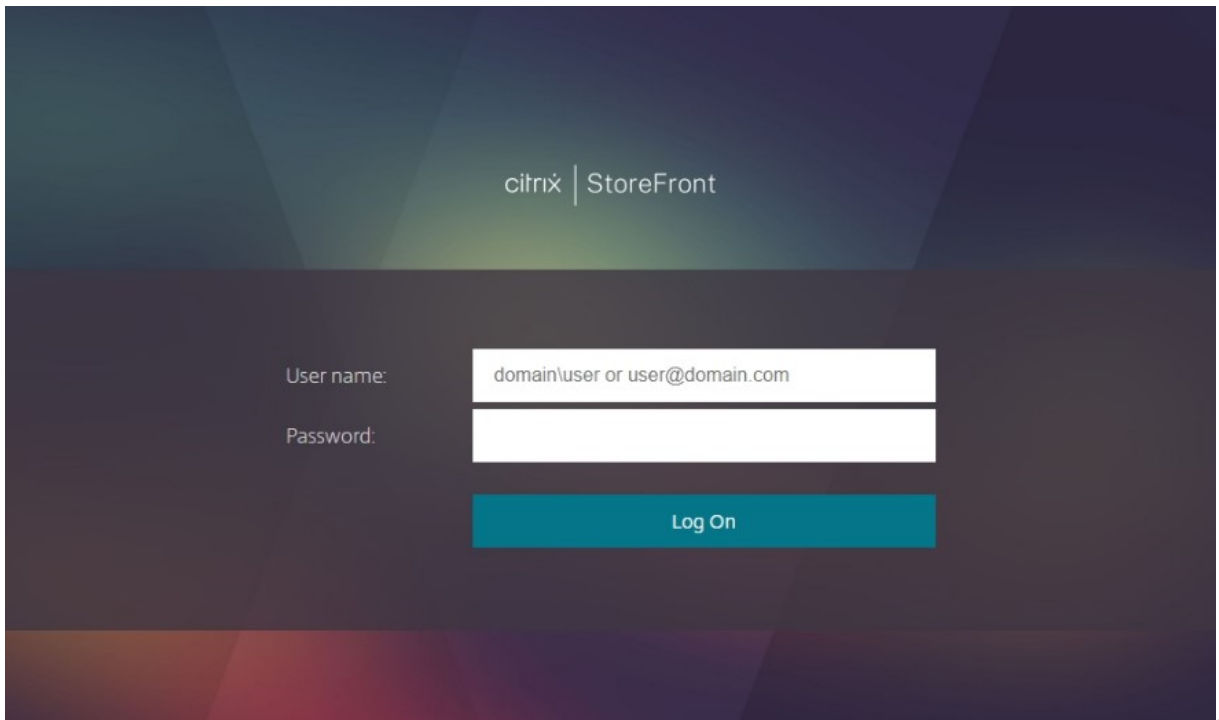 citrix | StoreFront
User name: domain\user or user@domain.com
Password:
Log On